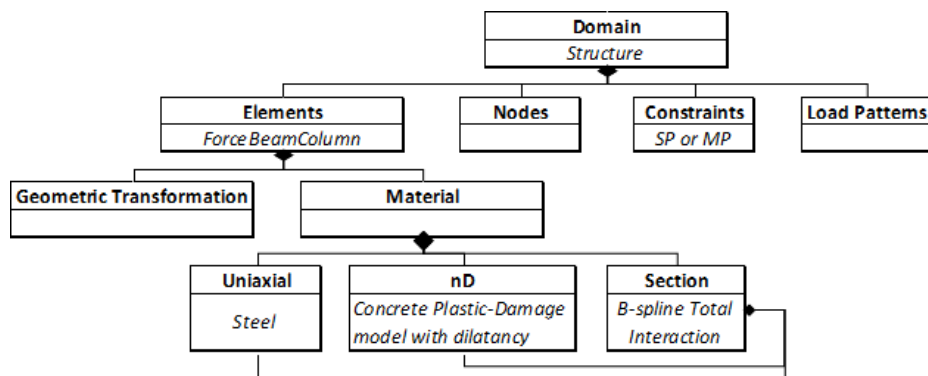 Domain
Structure
Elements
ForceBeamColumn
Nodes
Constraints
SP or MP
Load Patterns
Geometric Transformation
Material
Uniaxial
Steel
nD
Concrete Plastic-Damage
model with dilatancy
Section
B-spline Total
Interaction